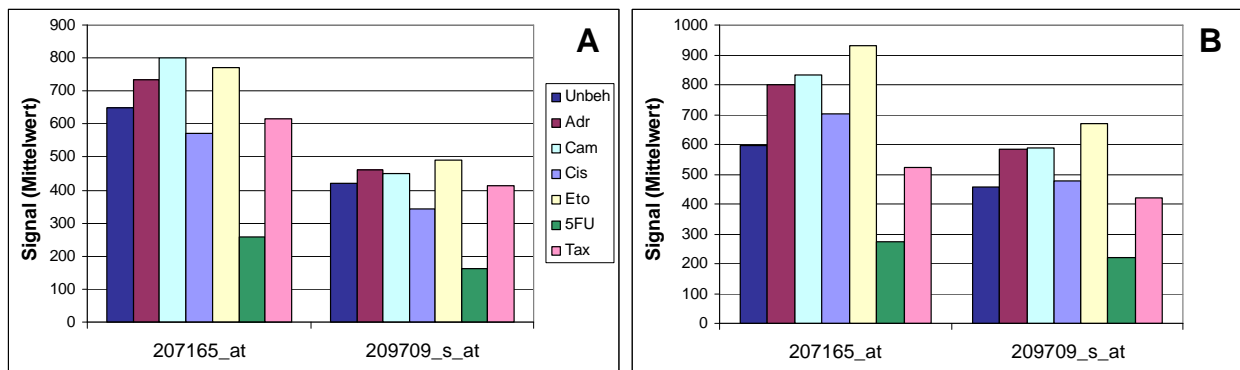 A
Signal (Mittelwert)
900
800
700
600
500
400
300
200
100
0
207165_at
209709_s_at
Unbeh
Adr
Cam
Cis
Eto
5FU
Tax
B
Signal (Mittelwert)
1000
900
800
700
600
500
400
300
200
100
0
207165_at
209709_s_at